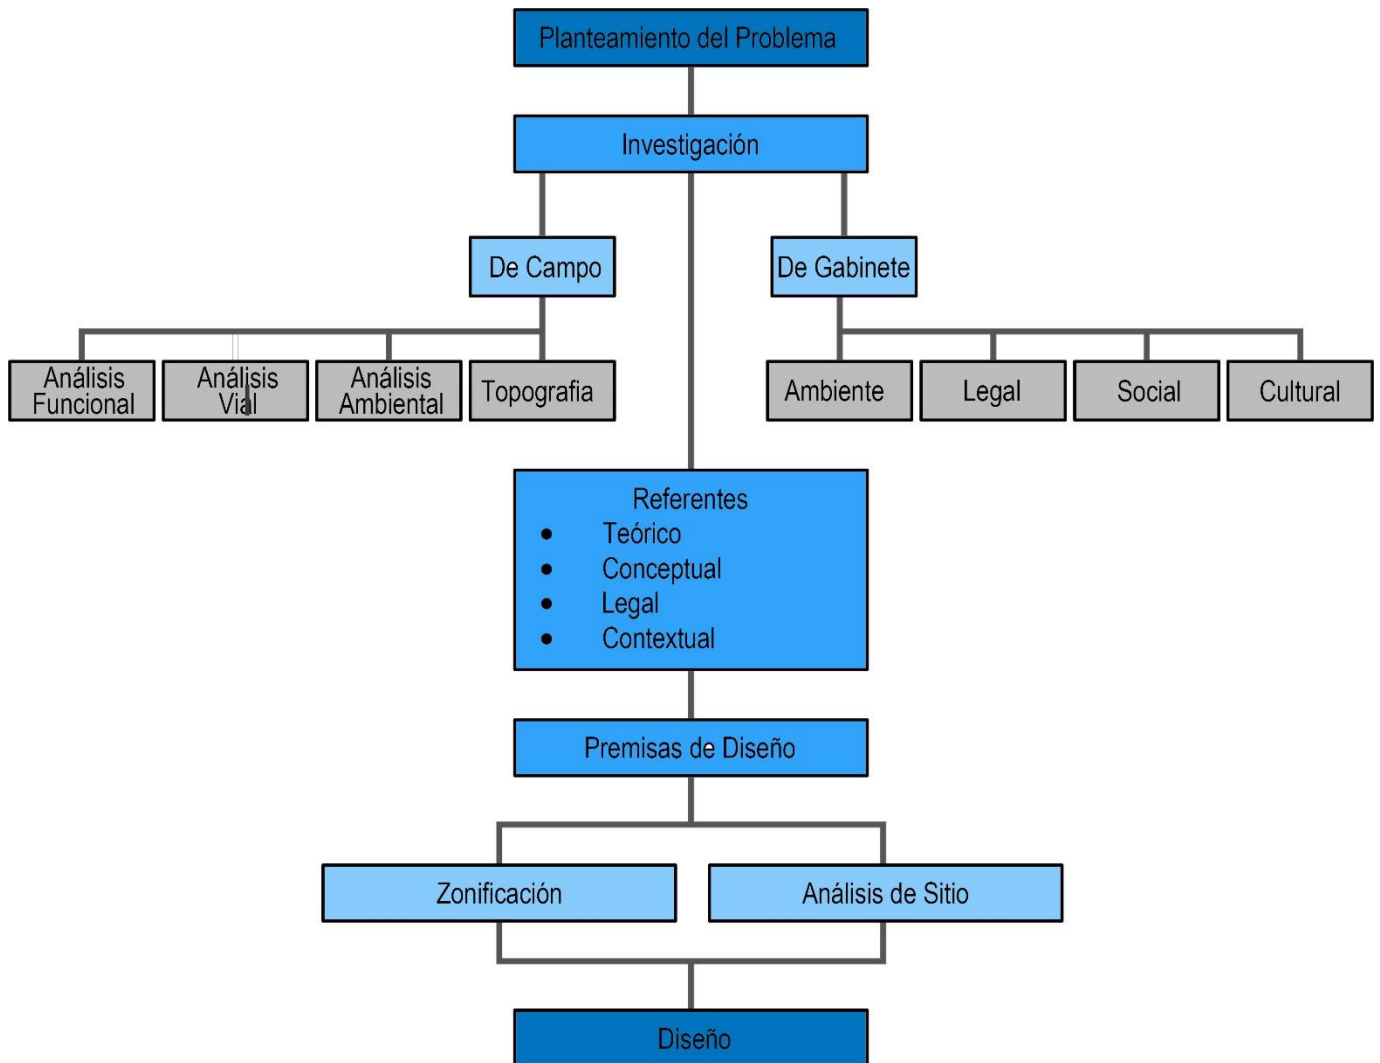 Planteamiento del Problema
Investigación
De Campo
De Gabinete
Análisis
Funcional
Análisis
Vial
Análisis
Ambiental
Topografia
Ambiente
Legal
Social
Cultural
Referentes
• Teórico
• Conceptual
• Legal
• Contextual
Premisas de Diseño
Zonificación
Análisis de Sitio
Diseño